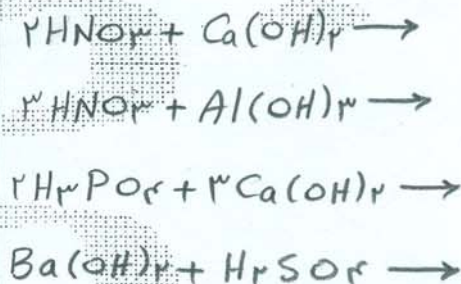 ۲HNO۳ + Ca(OH)۲ →
۳HNO۳ + Al(OH)۳ →
۲H۳PO۴ + ۳Ca(OH)۲ →
Ba(OH)۲ + H۲SO۴ →